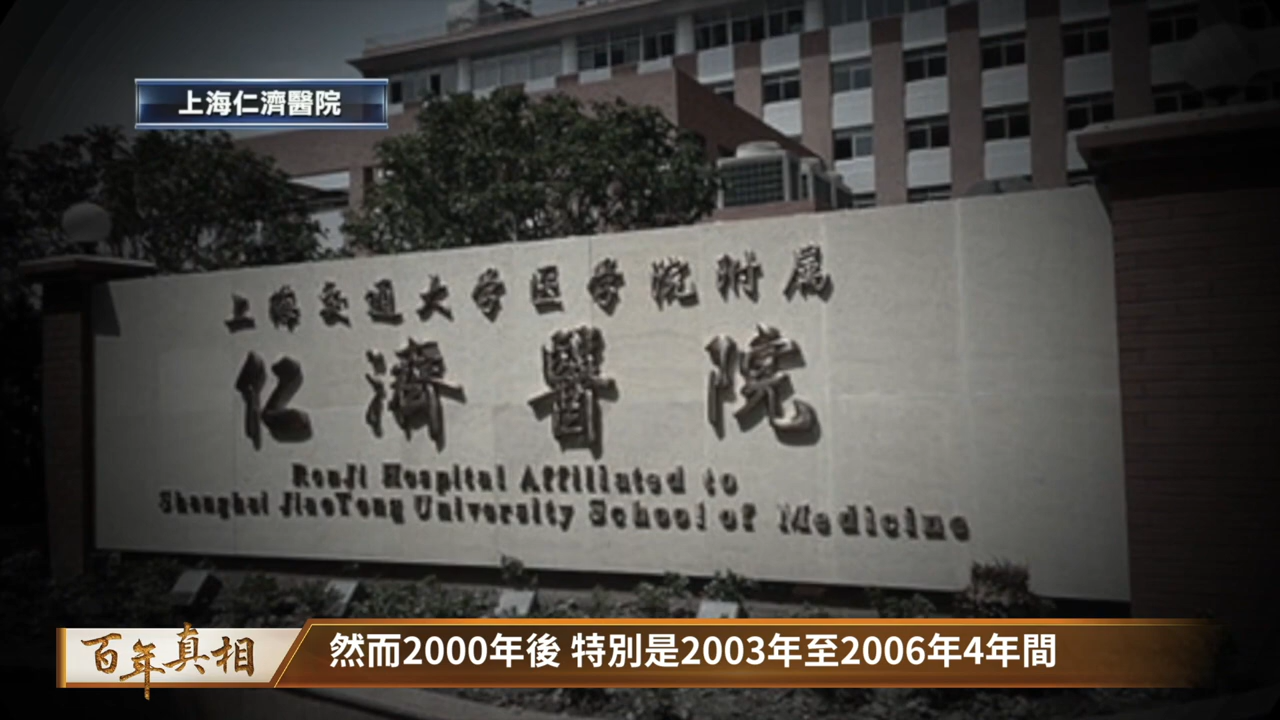 上海仁濟醫院
上海交通大学医学院附属
仁濟醫院
RenJi Hospital Affiliated to
Shanghai JiaoTong University School of Medicine
百年真相
然而2000年後 特別是2003年至2006年4年間